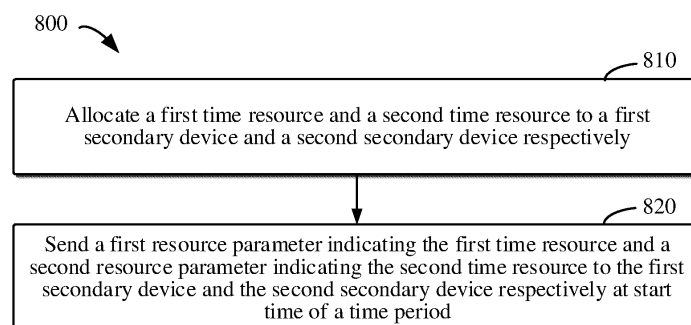 800
810
Allocate a first time resource and a second time resource to a first
secondary device and a second secondary device respectively
820
Send a first resource parameter indicating the first time resource and a
second resource parameter indicating the second time resource to the first
secondary device and the second secondary device respectively at start
time of a time period